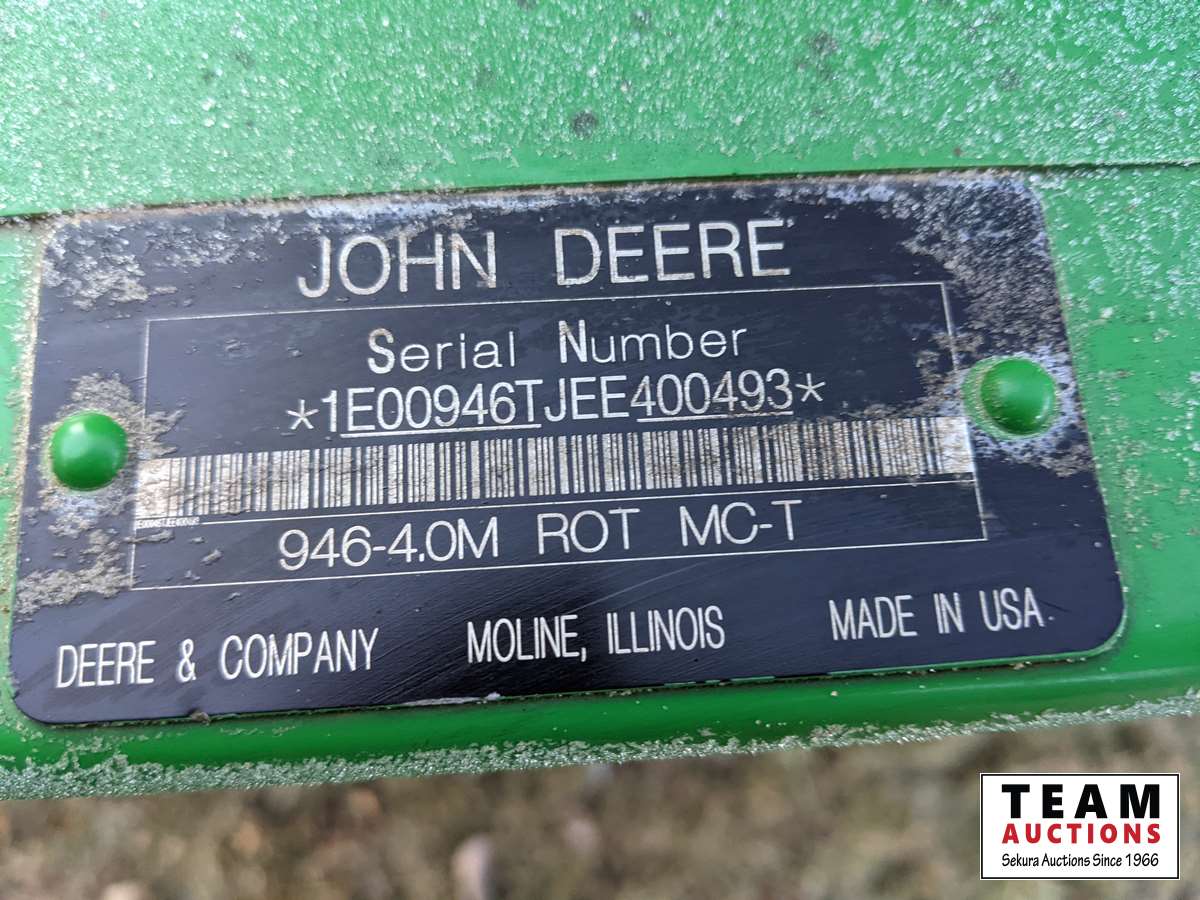 JOHN DEERE
Serial Number
*1E00946TJEE400493*
1E00946TJEE400493
946-4.0M ROT MC-T
DEERE & COMPANY MOLINE, ILLINOIS MADE IN USA
TEAM
AUCTIONS
Sekura Auctions Since 1966